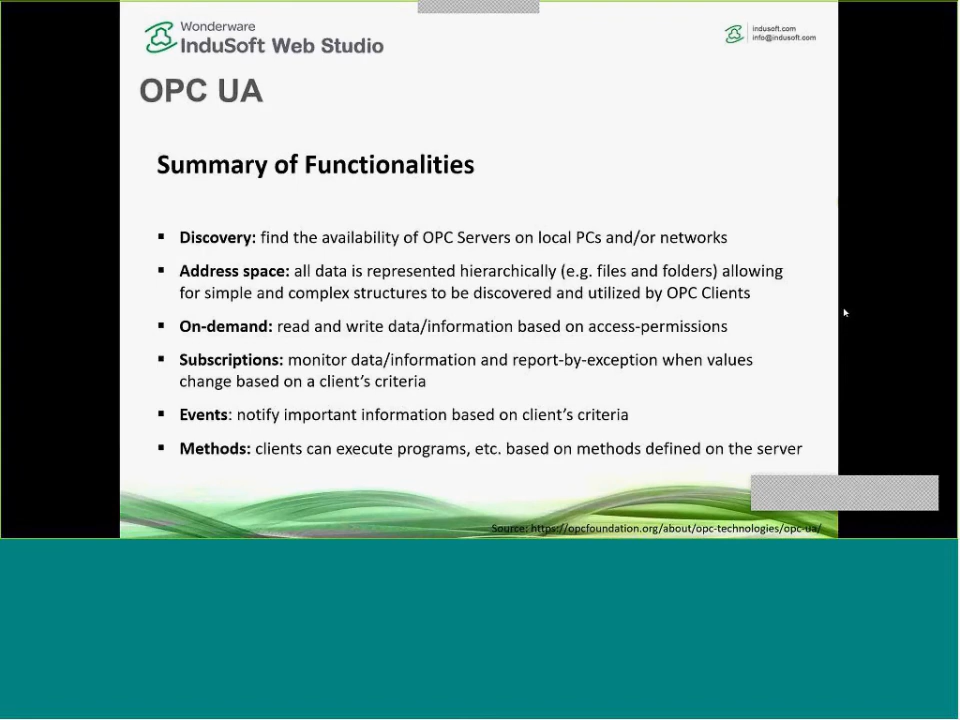 Wonderware
InduSoft Web Studio
indusoft.com
info@indusoft.com
OPC UA
Summary of Functionalities
▪ Discovery: find the availability of OPC Servers on local PCs and/or networks
▪ Address space: all data is represented hierarchically (e.g. files and folders) allowing
for simple and complex structures to be discovered and utilized by OPC Clients
▪ On-demand: read and write data/information based on access-permissions
▪ Subscriptions: monitor data/information and report-by-exception when values
change based on a client’s criteria
▪ Events: notify important information based on client’s criteria
▪ Methods: clients can execute programs, etc. based on methods defined on the server
Source: https://opcfoundation.org/about/opc-technologies/opc-ua/